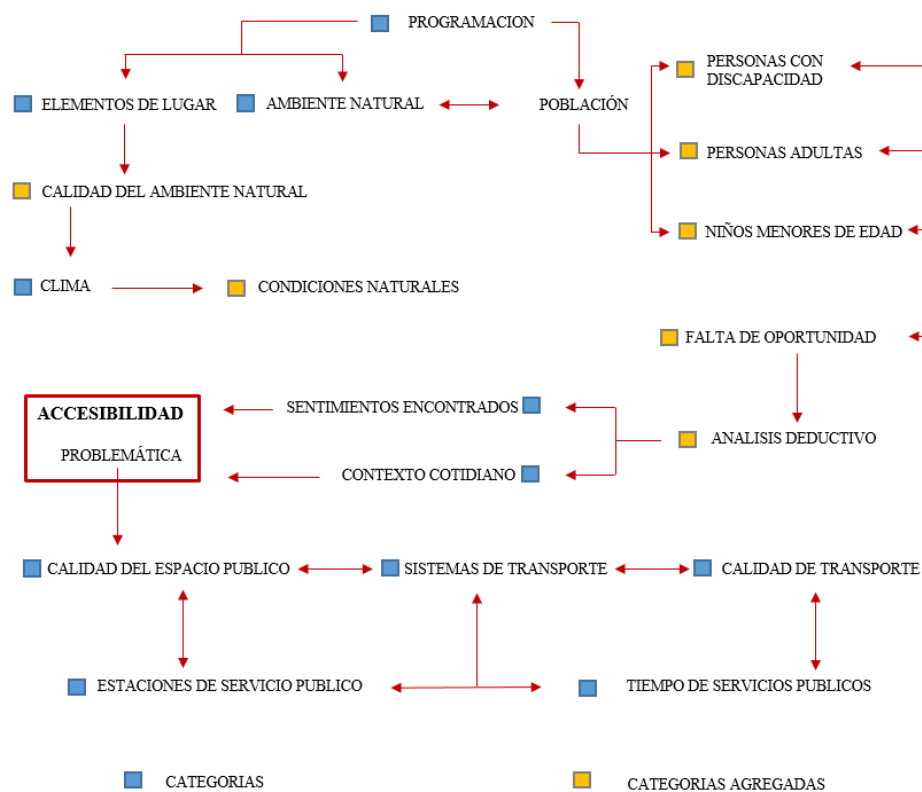 PROGRAMACION
PERSONAS CON
DISCAPACIDAD
ELEMENTOS DE LUGAR
AMBIENTE NATURAL
POBLACIÓN
PERSONAS ADULTAS
CALIDAD DEL AMBIENTE NATURAL
NIÑOS MENORES DE EDAD
CLIMA
CONDICIONES NATURALES
FALTA DE OPORTUNIDAD
ACCESIBILIDAD
PROBLEMÁTICA
SENTIMIENTOS ENCONTRADOS
ANALISIS DEDUCTIVO
CONTEXTO COTIDIANO
CALIDAD DEL ESPACIO PUBLICO
SISTEMAS DE TRANSPORTE
CALIDAD DE TRANSPORTE
ESTACIONES DE SERVICIO PUBLICO
TIEMPO DE SERVICIOS PUBLICOS
CATEGORIAS
CATEGORIAS AGREGADAS